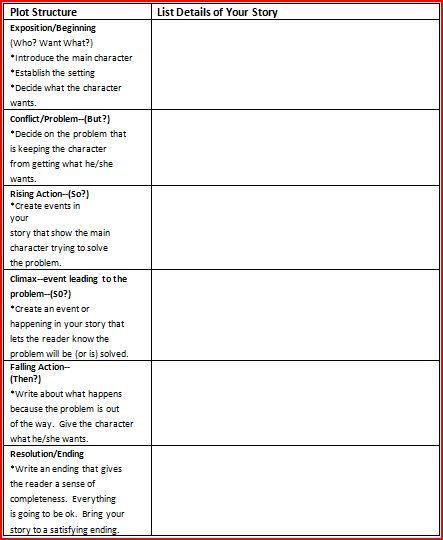 Plot Structure
List Details of Your Story
Exposition/Beginning
(Who? Want What?)
*Introduce the main character
*Establish the setting
*Decide what the character
wants.
Conflict/Problem--(But?)
*Decide on the problem that
is keeping the character
from getting what he/she
wants.
Rising Action--(So?)
*Create events in
your
story that show the main
character trying to solve
the problem.
Climax--event leading to the
problem--(S0?)
*Create an event or
happening in your story that
lets the reader know the
problem will be (or is) solved.
Falling Action--
(Then?)
*Write about what happens
because the problem is out
of the way.  Give the character
what he/she wants.
Resolution/Ending
*Write an ending that gives
the reader a sense of
completeness.  Everything
is going to be ok.  Bring your
story to a satisfying ending.